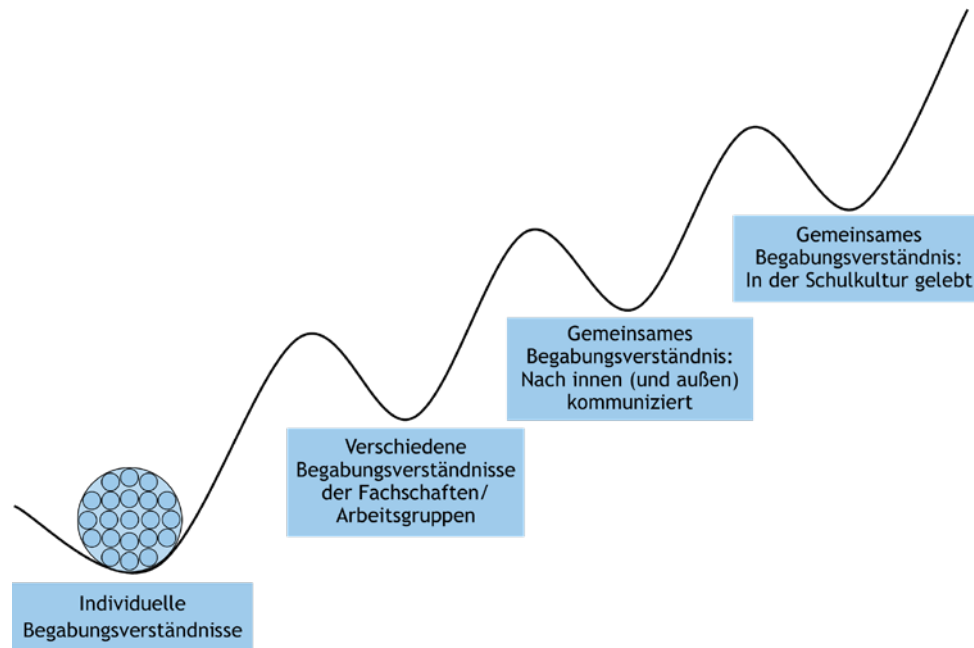 Individuelle
Begabungsverständnisse
Verschiedene
Begabungsverständnisse
der Fachschaften/
Arbeitsgruppen
Gemeinsames
Begabungsverständnis:
Nach innen (und außen)
kommuniziert
Gemeinsames
Begabungsverständnis:
In der Schulkultur gelebt